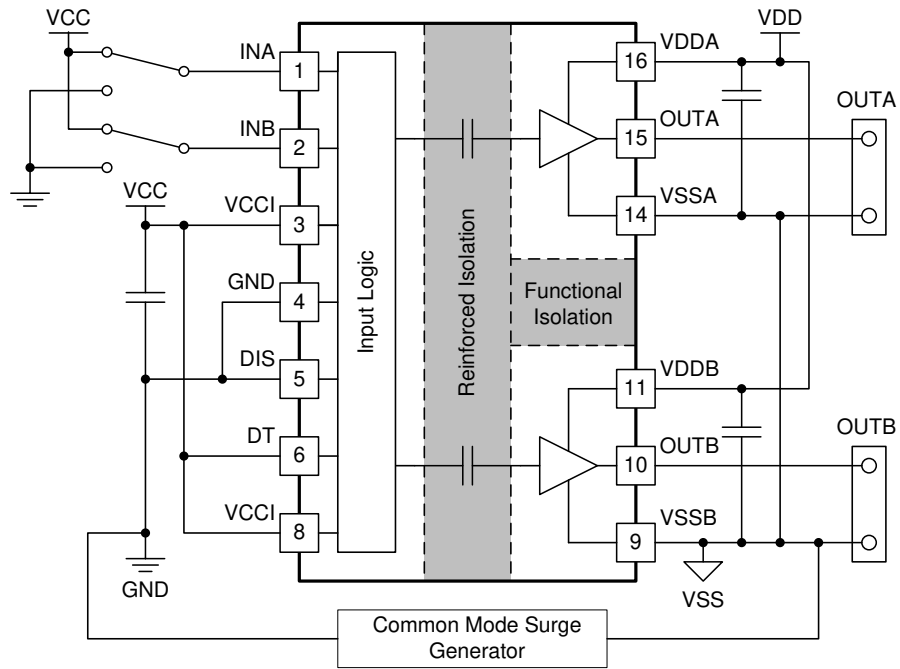 VCC
INA
1
INB
2
VCC
VCCI
3
GND
4
DIS
5
DT
6
VCCI
8
GND
Input Logic
Reinforced Isolation
Functional
Isolation
VDD
VDDA
16
OUTA
15
VSSA
14
OUTA
VDDB
11
OUTB
10
VSSB
9
OUTB
VSS
Common Mode Surge
Generator